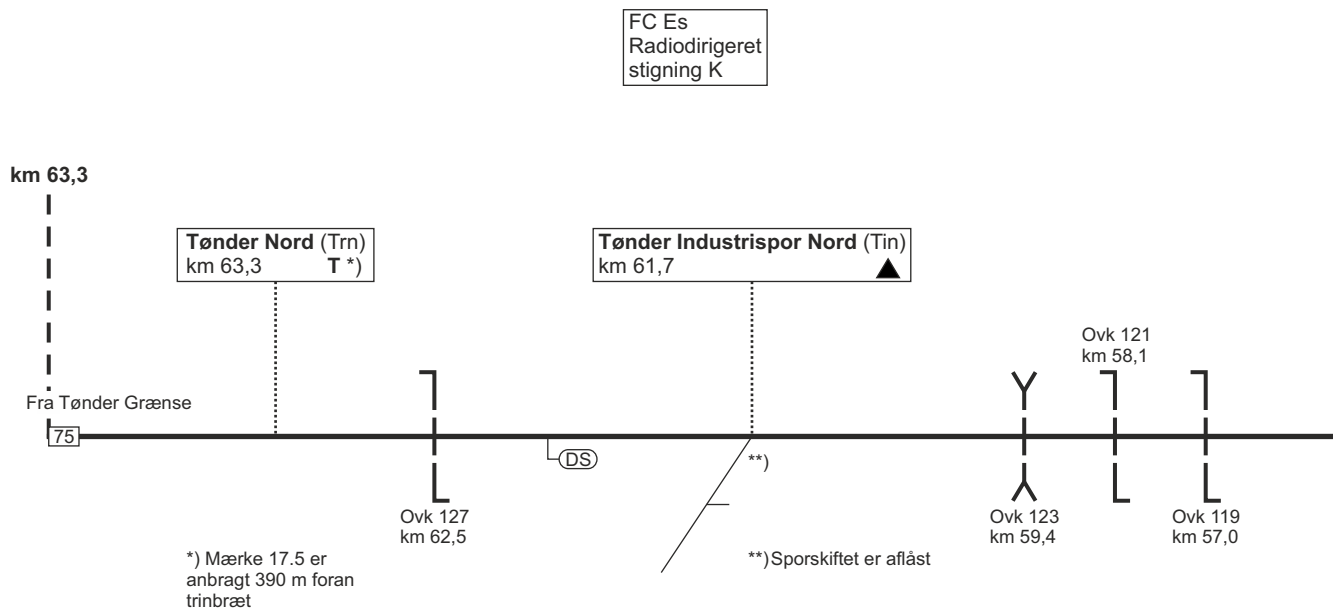 FC Es
Radiodirigeret
stigning K
km 63,3
Tønder Nord (Trn)
km 63,3 T *)
Tønder Industrispor Nord (Tin)
km 61,7
Ovk 121
km 58,1
Fra Tønder Grænse
75
DS
**)
Ovk 127
km 62,5
Ovk 123
km 59,4
Ovk 119
km 57,0
*) Mærke 17.5 er
anbragt 390 m foran
trinbræt
**)Sporskiftet er aflåst